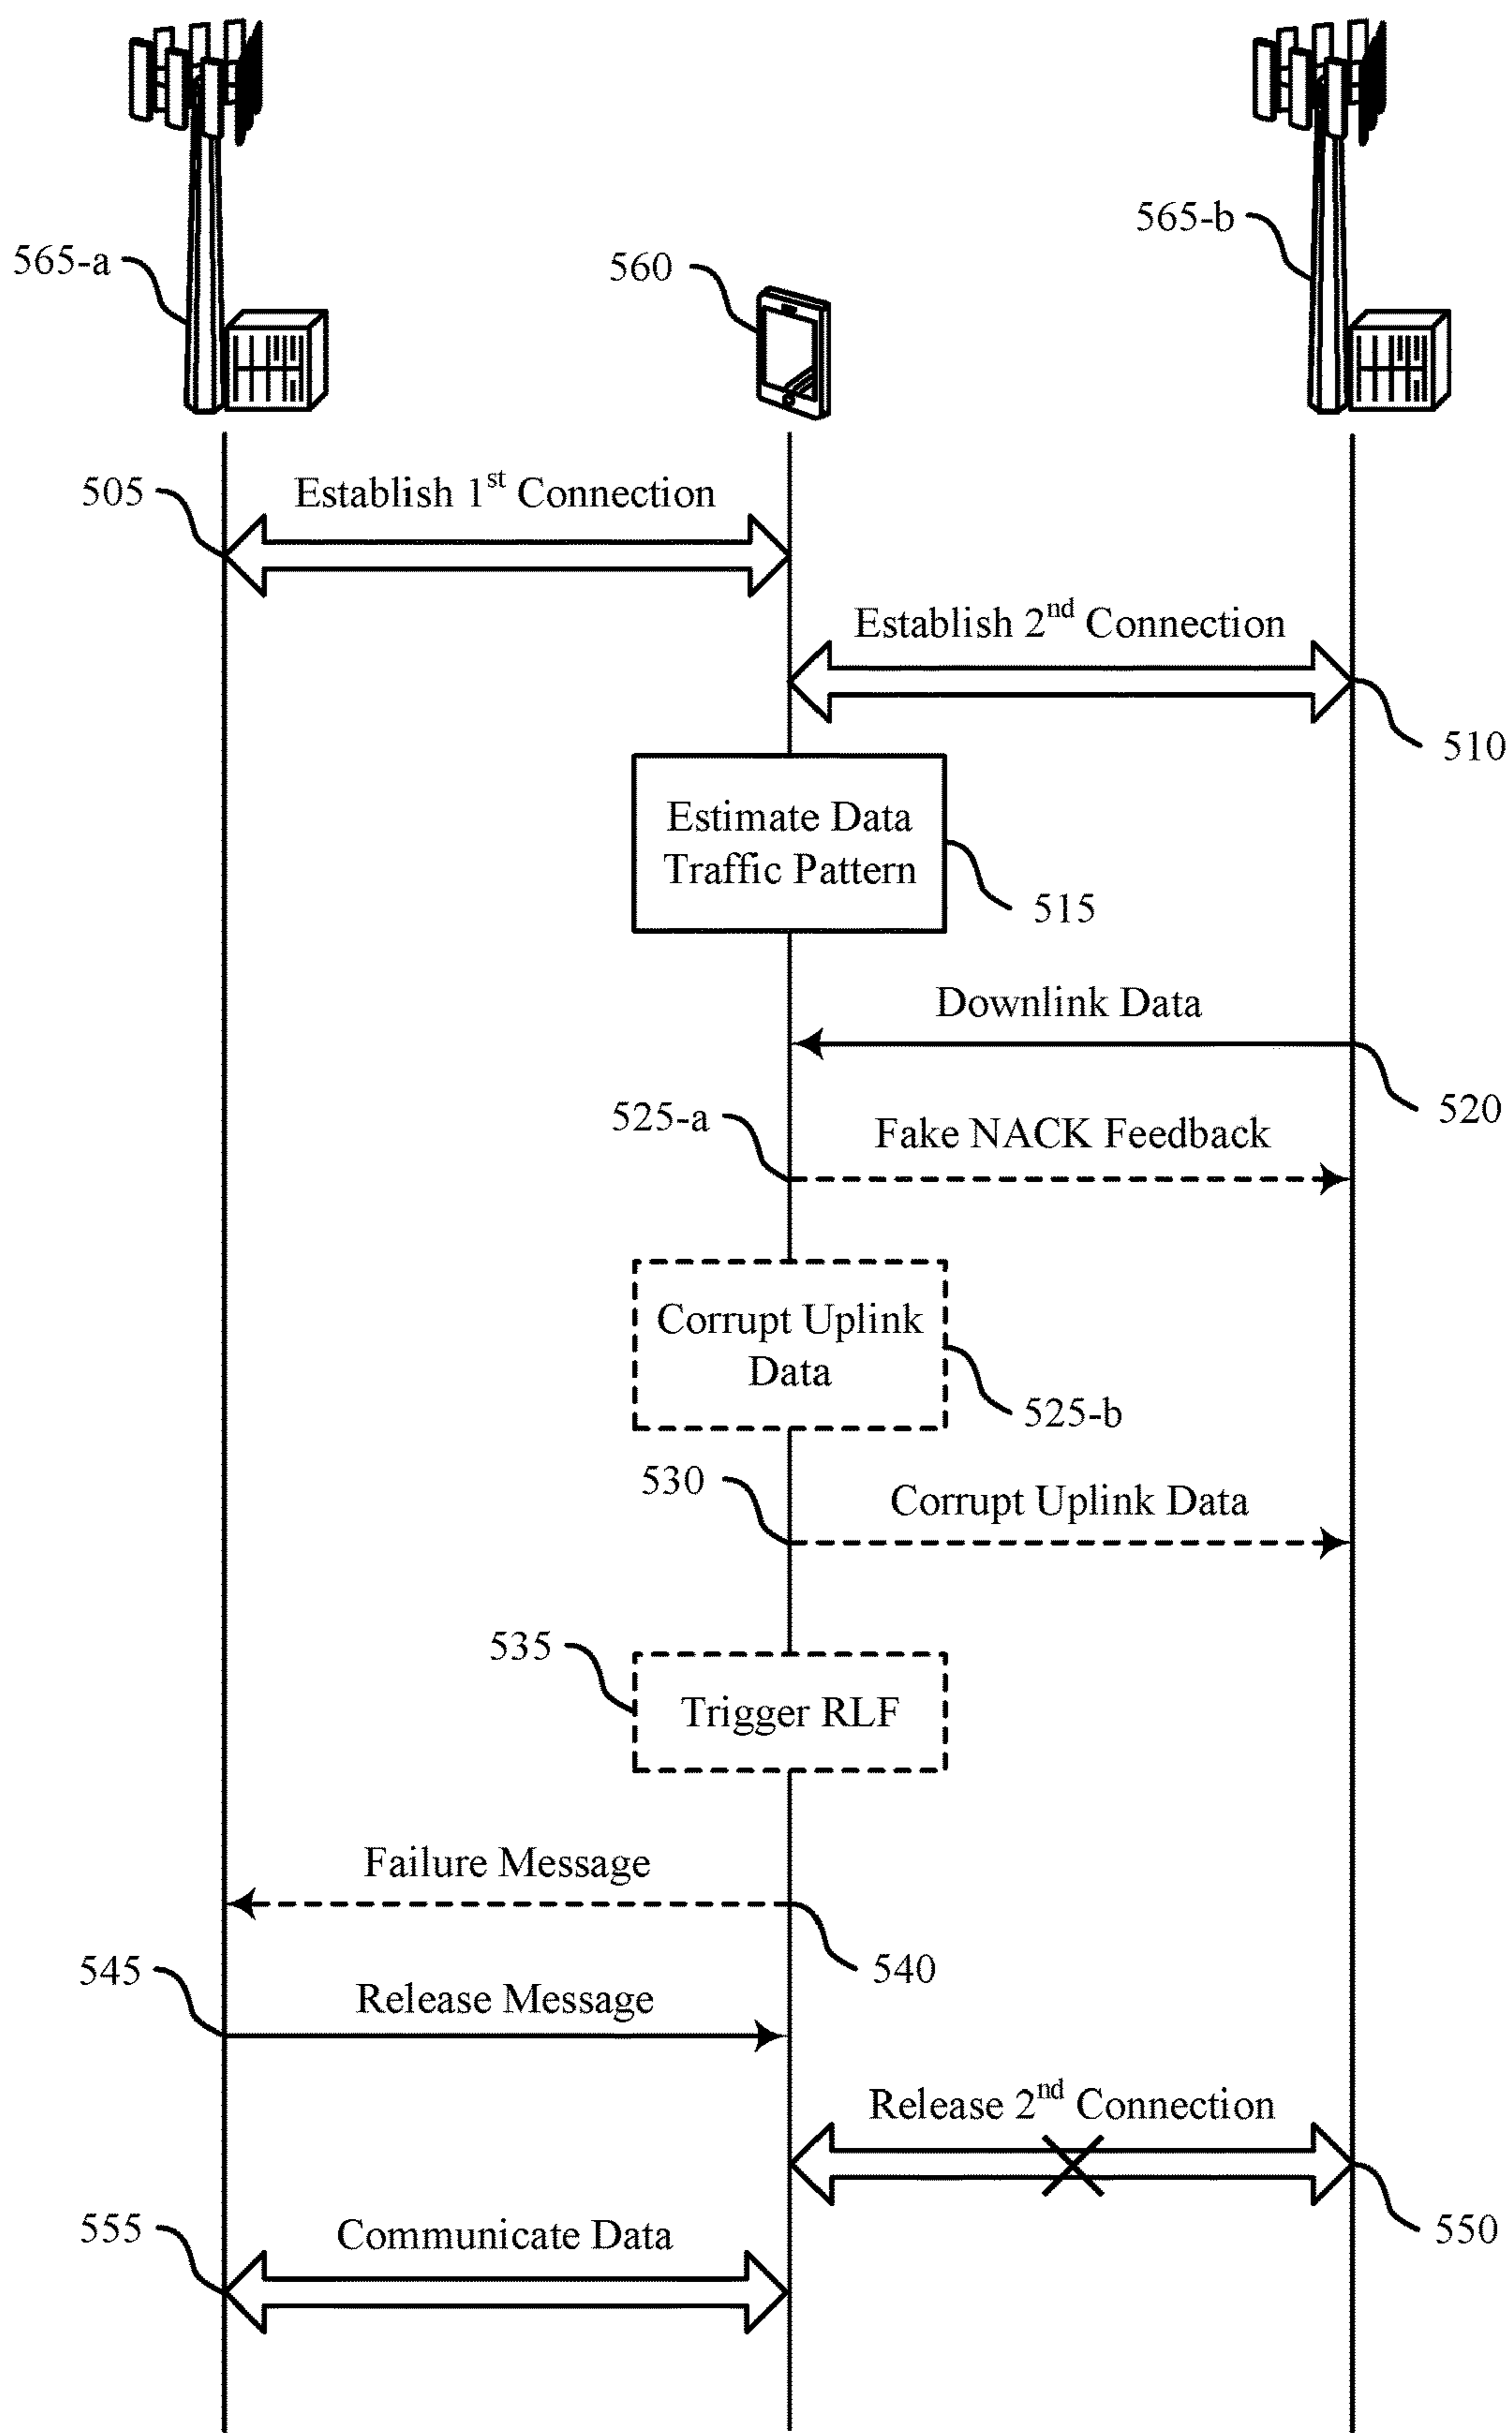 565-b
565-a
560
505
Establish 1st Connection
Establish 2nd Connection
510
Estimate Data
Traffic Pattern
515
Downlink Data
520
525-a
Fake NACK Feedback
Corrupt Uplink
Data
525-b
530
Corrupt Uplink Data
535
Trigger RLF
Failure Message
540
545
Release Message
Release 2nd Connection
550
555
Communicate Data